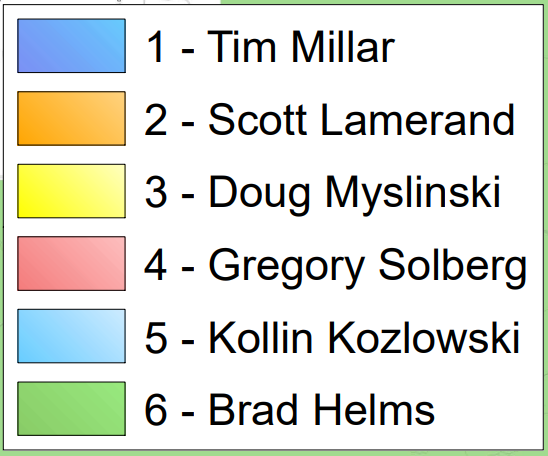 1 - Tim Millar
2 - Scott Lamerand
3 - Doug Myslinski
4 - Gregory Solberg
5 - Kollin Kozlowski
6 - Brad Helms